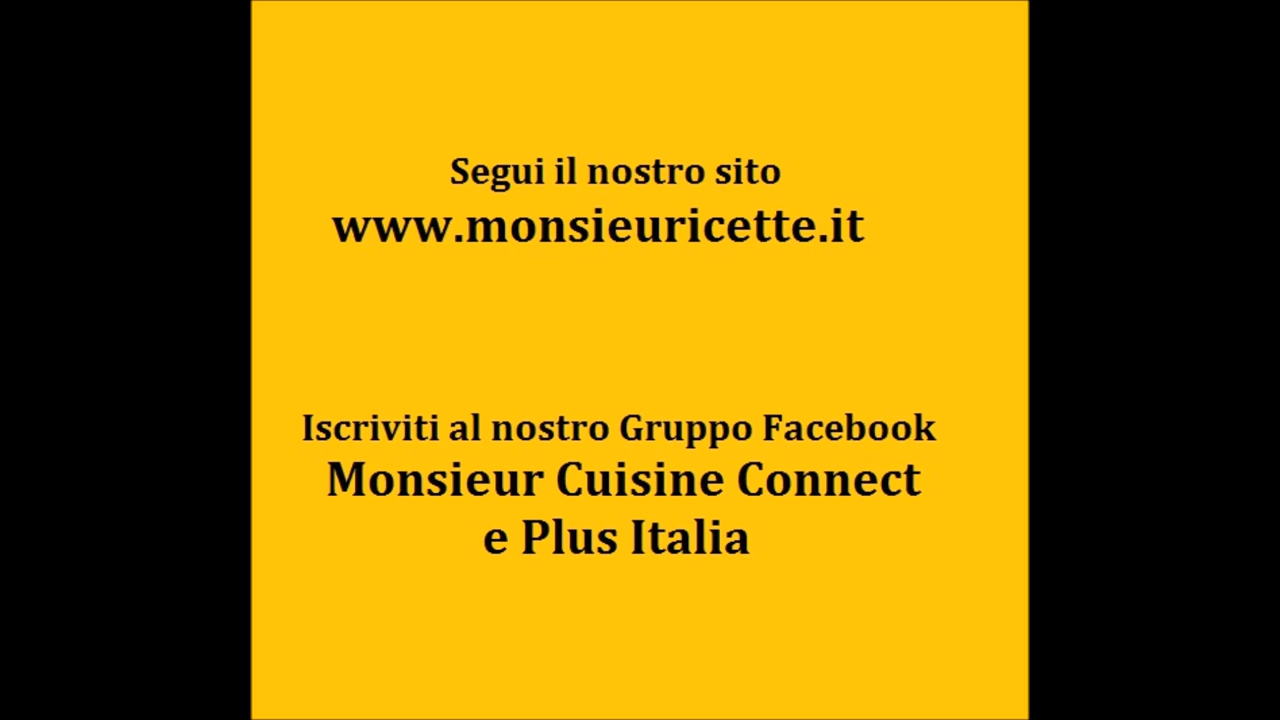 Segui il nostro sito
www.monsieuricette.it
Iscriviti al nostro Gruppo Facebook
Monsieur Cuisine Connect
e Plus Italia